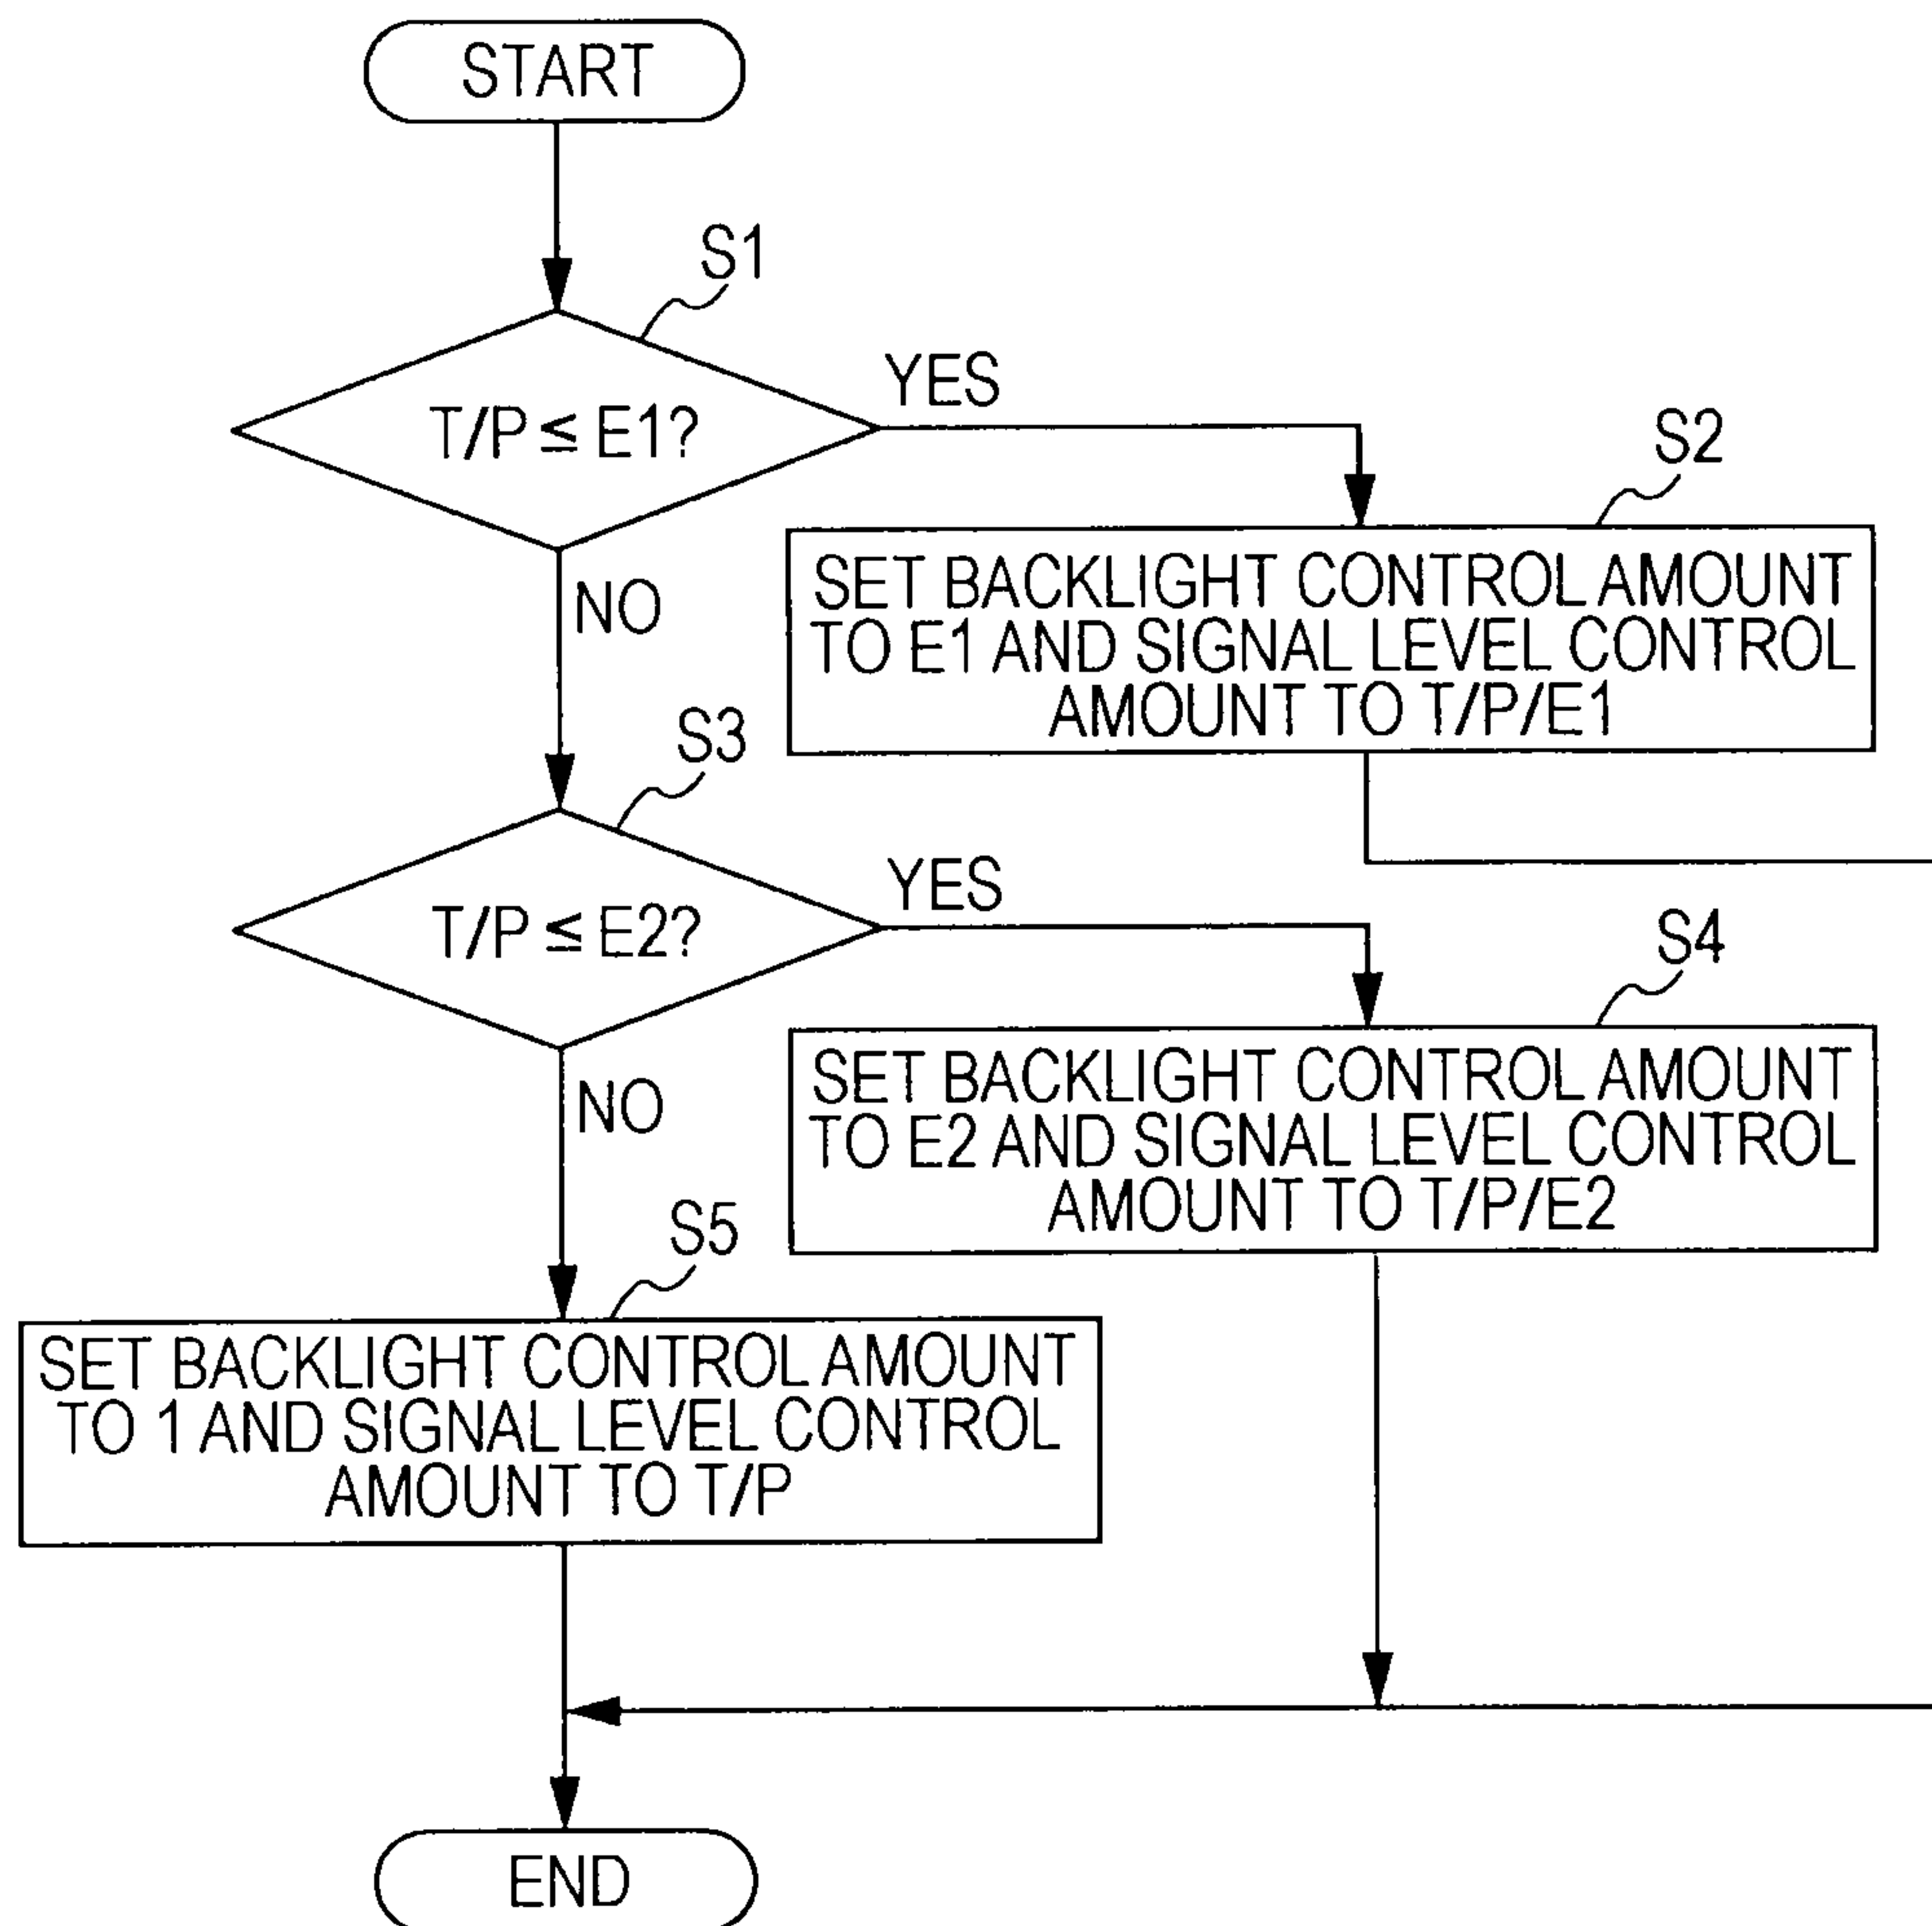 START
S1
T/P ≦ E1?
YES
S2
SET BACKLIGHT CONTROL AMOUNT
TO E1 AND SIGNAL LEVEL CONTROL
AMOUNT TO T/P/E1
NO
S3
T/P ≦ E2?
YES
S4
SET BACKLIGHT CONTROL AMOUNT
TO E2 AND SIGNAL LEVEL CONTROL
AMOUNT TO T/P/E2
NO
S5
SET BACKLIGHT CONTROL AMOUNT
TO 1 AND SIGNAL LEVEL CONTROL
AMOUNT TO T/P
END